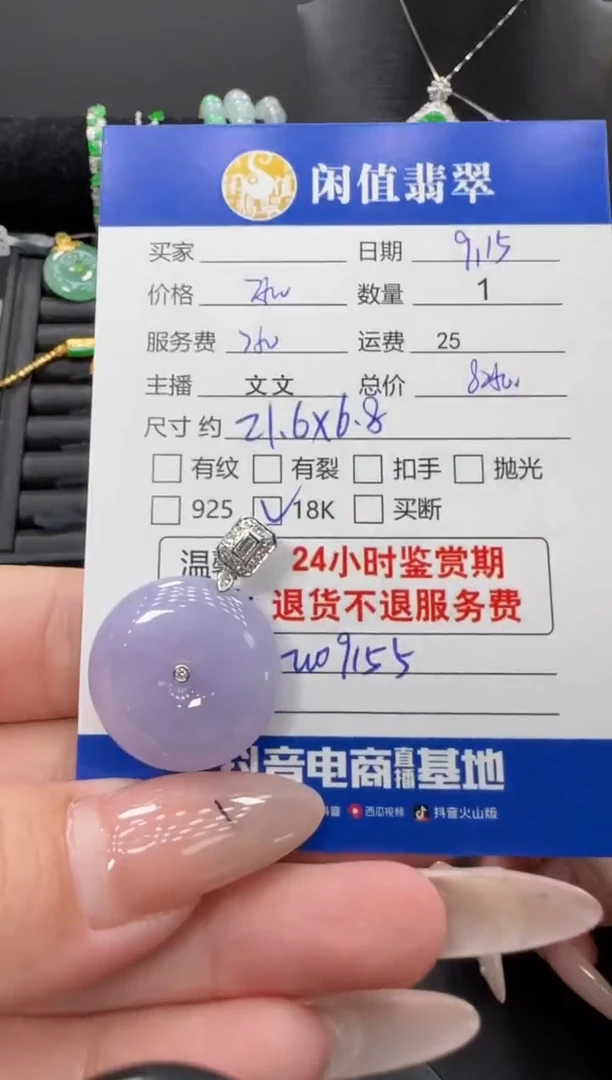 闲值翡翠
买家 日期 9.15
价格 数量 1
服务费 运费 25
主播 文文 总价
尺寸 约 21.6x6.8
有纹 有裂 扣手 抛光
925 18K 买断
温馨 24小时鉴赏期
退货不退服务费
9155
抖音电商直播基地
抖音 西瓜视频 抖音火山版